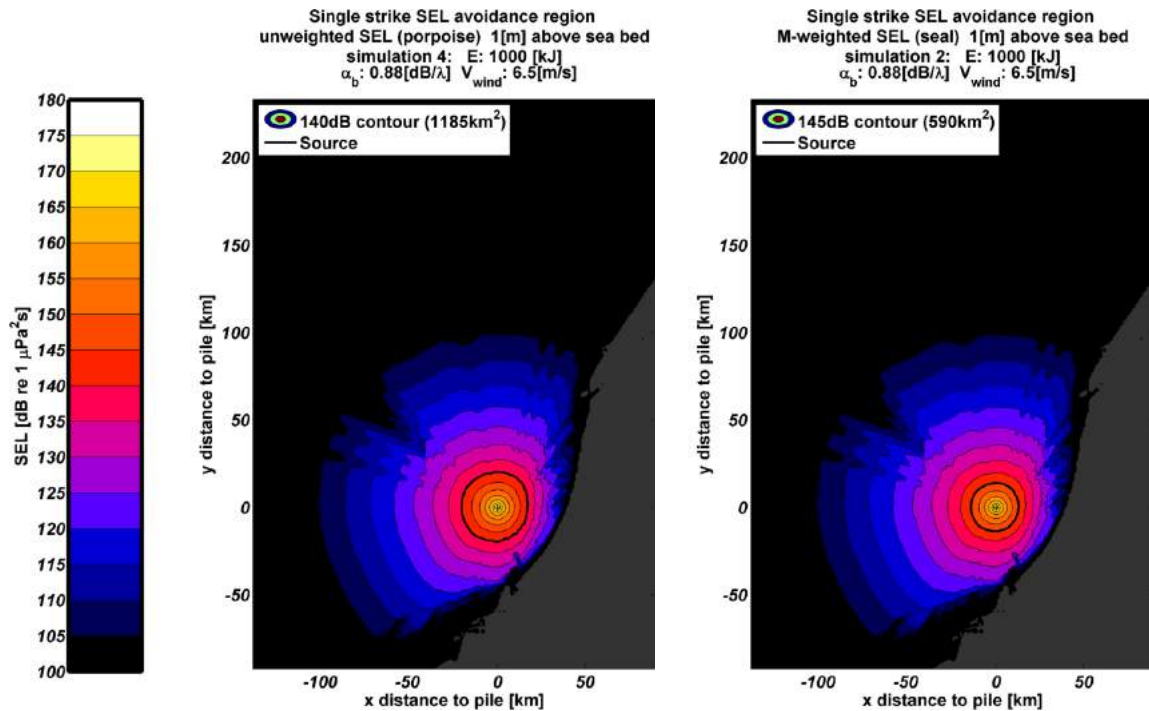 Single strike SEL avoidance region
unweighted SEL (porpoise) 1[m] above sea bed
simulation 4: E: 1000 [kJ]
α_b: 0.88[dB/λ] V_wind: 6.5[m/s]
Single strike SEL avoidance region
M-weighted SEL (seal) 1[m] above sea bed
simulation 2: E: 1000 [kJ]
α_b: 0.88[dB/λ] V_wind: 6.5[m/s]
SEL [dB re 1 μPa²s]
180
175
170
165
160
155
150
145
140
135
130
125
120
115
110
105
100
140dB contour (1185km²)
Source
y distance to pile [km]
200
150
100
50
0
-50
-100
-50
0
50
x distance to pile [km]
145dB contour (590km²)
Source
y distance to pile [km]
200
150
100
50
0
-50
-100
-50
0
50
x distance to pile [km]